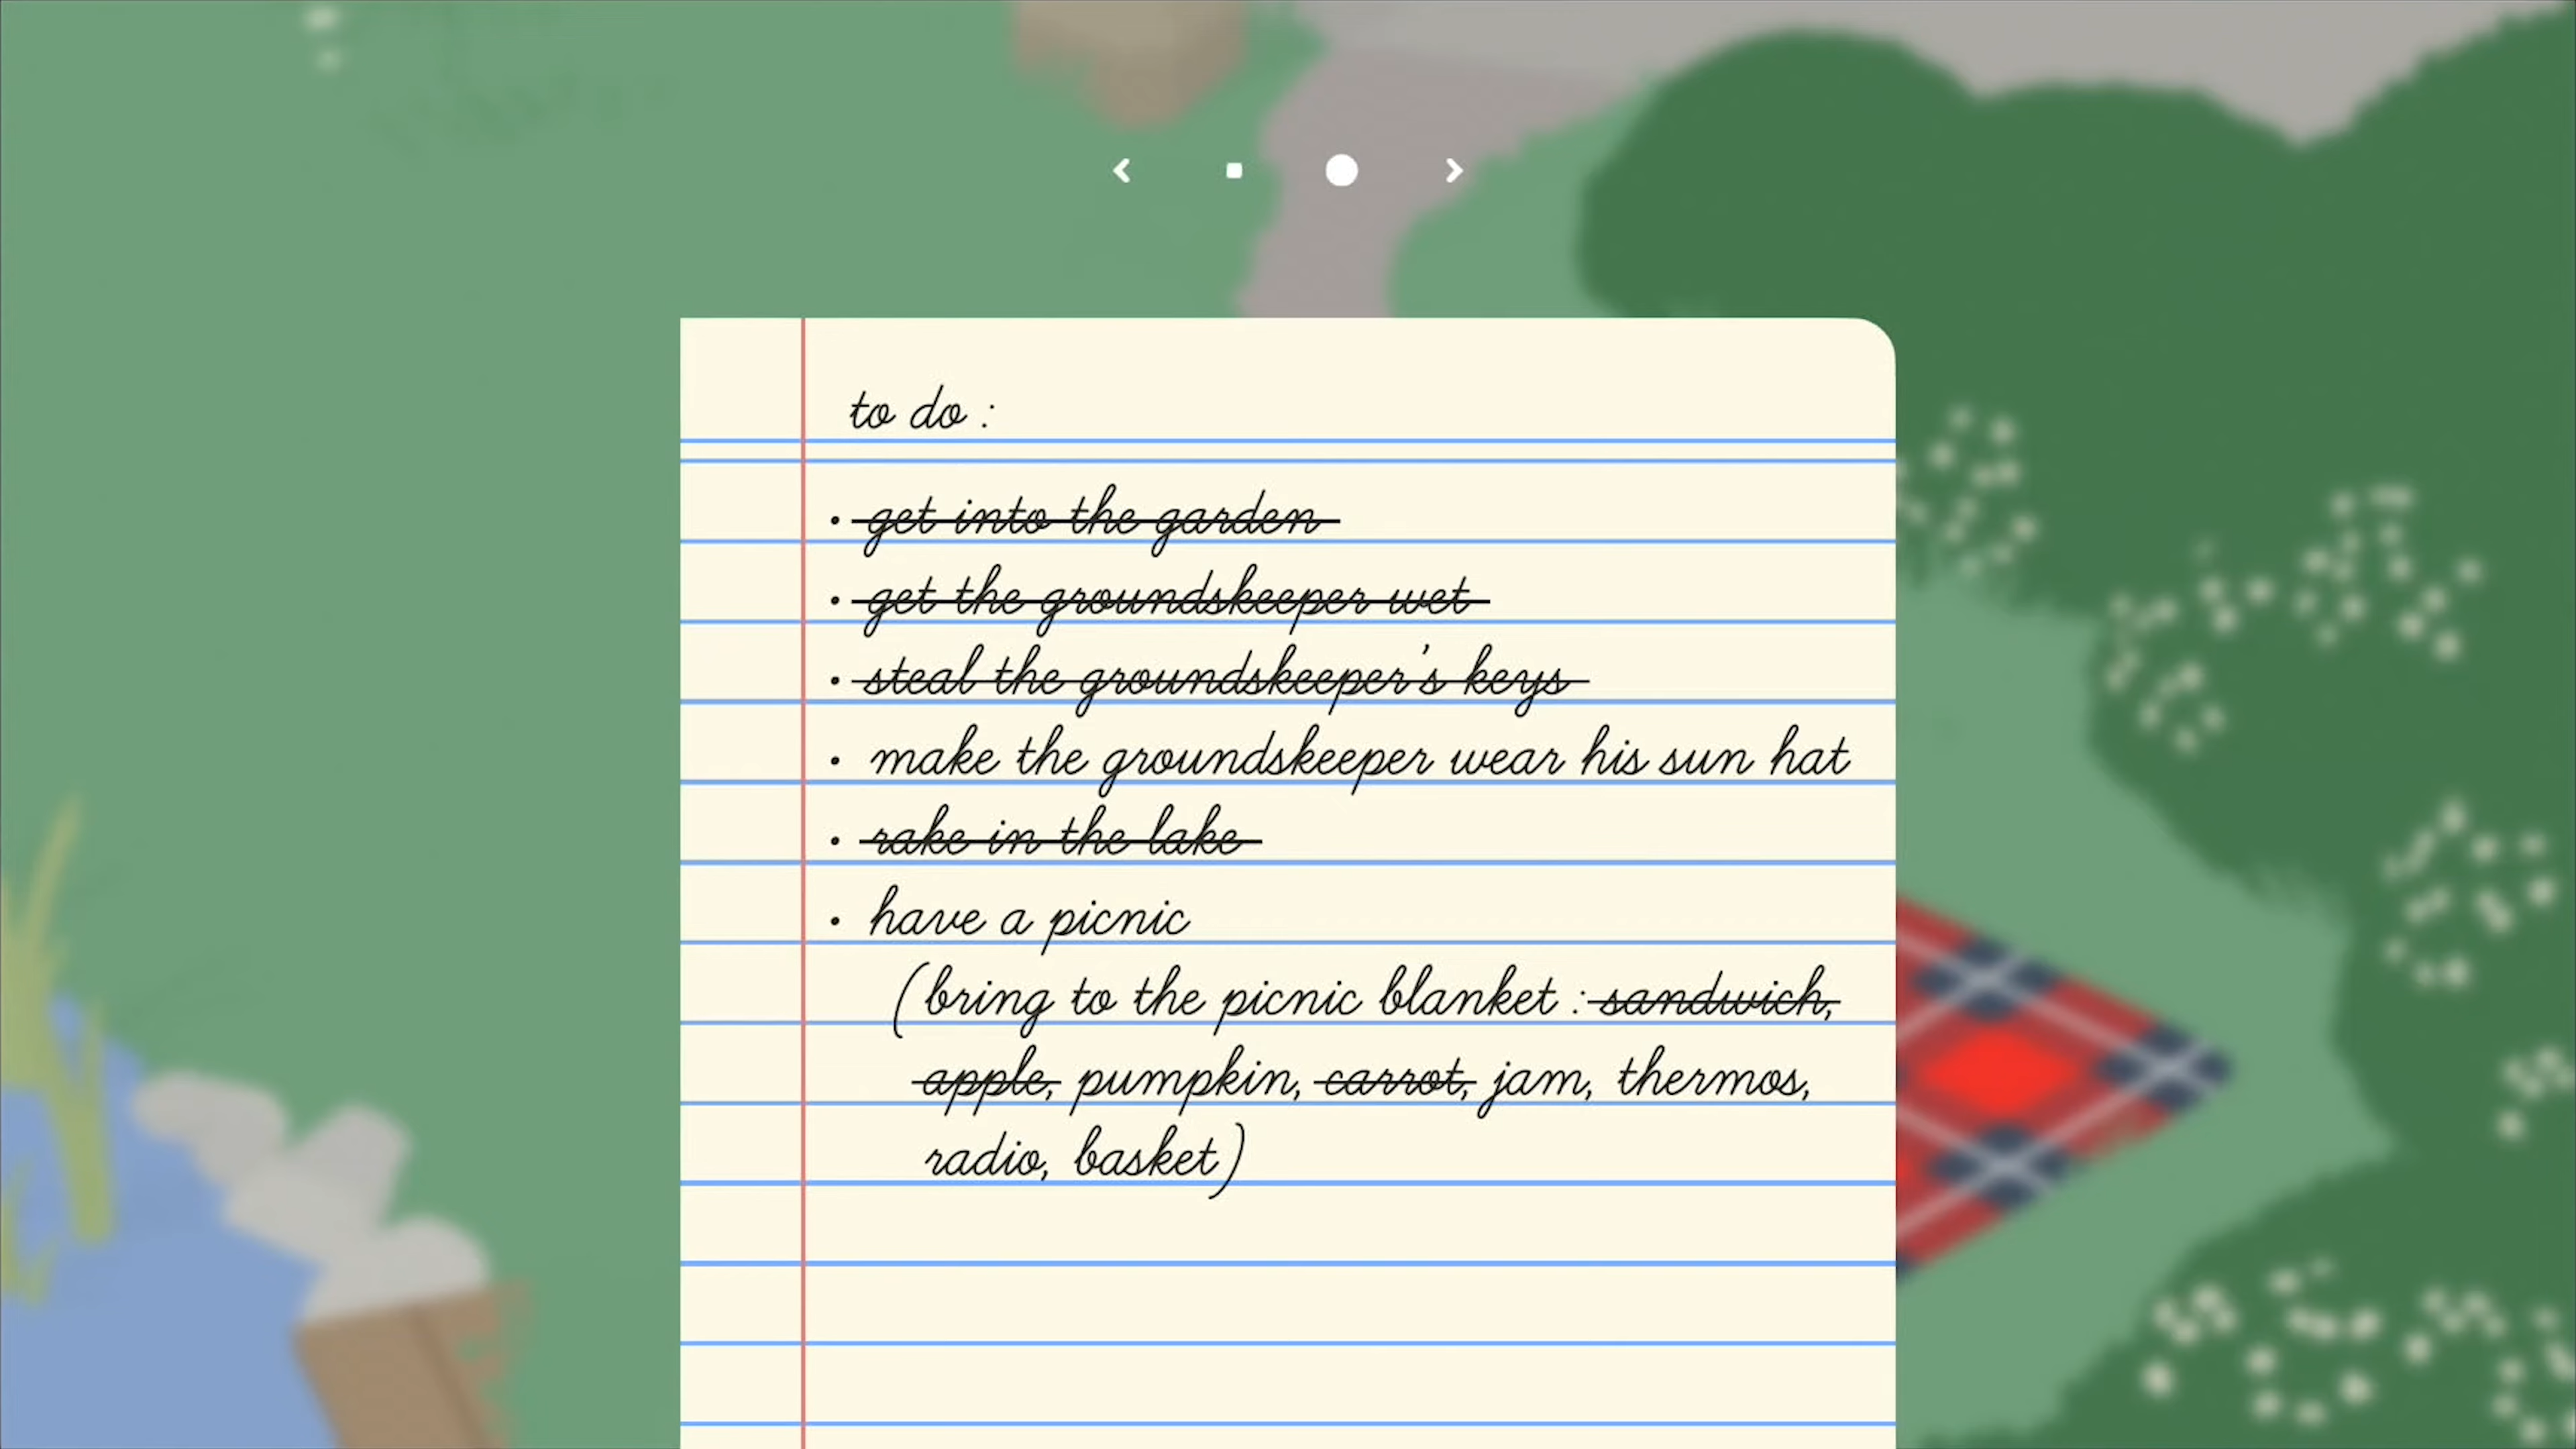 to do :
• get into the garden
• get the groundskeeper wet
• steal the groundskeeper's keys
• make the groundskeeper wear his sun hat
• rake in the lake
• have a picnic
(bring to the picnic blanket : sandwich,
apple, pumpkin, carrot, jam, thermos,
radio, basket)